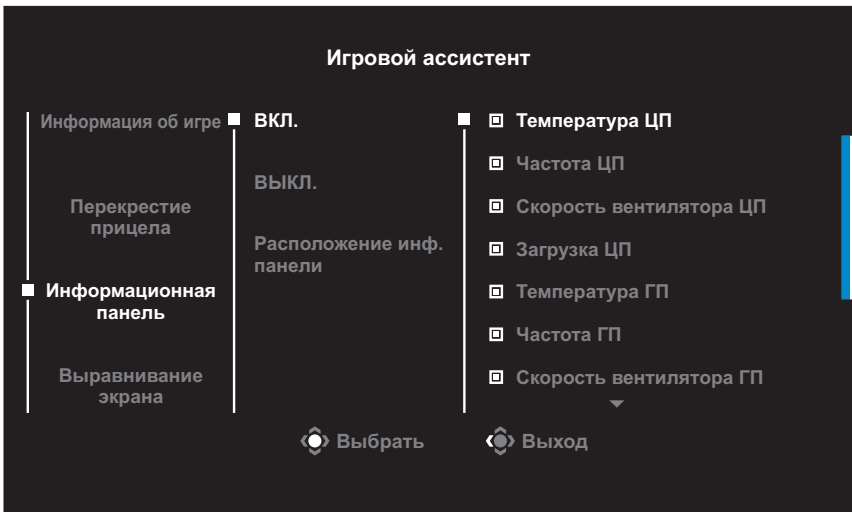 Игровой ассистент
Информация об игре
Перекрестие
прицела
Информационная
панель
Выравнивание
экрана
ВКЛ.
ВЫКЛ.
Расположение инф.
панели
Температура ЦП
Частота ЦП
Скорость вентилятора ЦП
Загрузка ЦП
Температура ГП
Частота ГП
Скорость вентилятора ГП
Выбрать
Выход